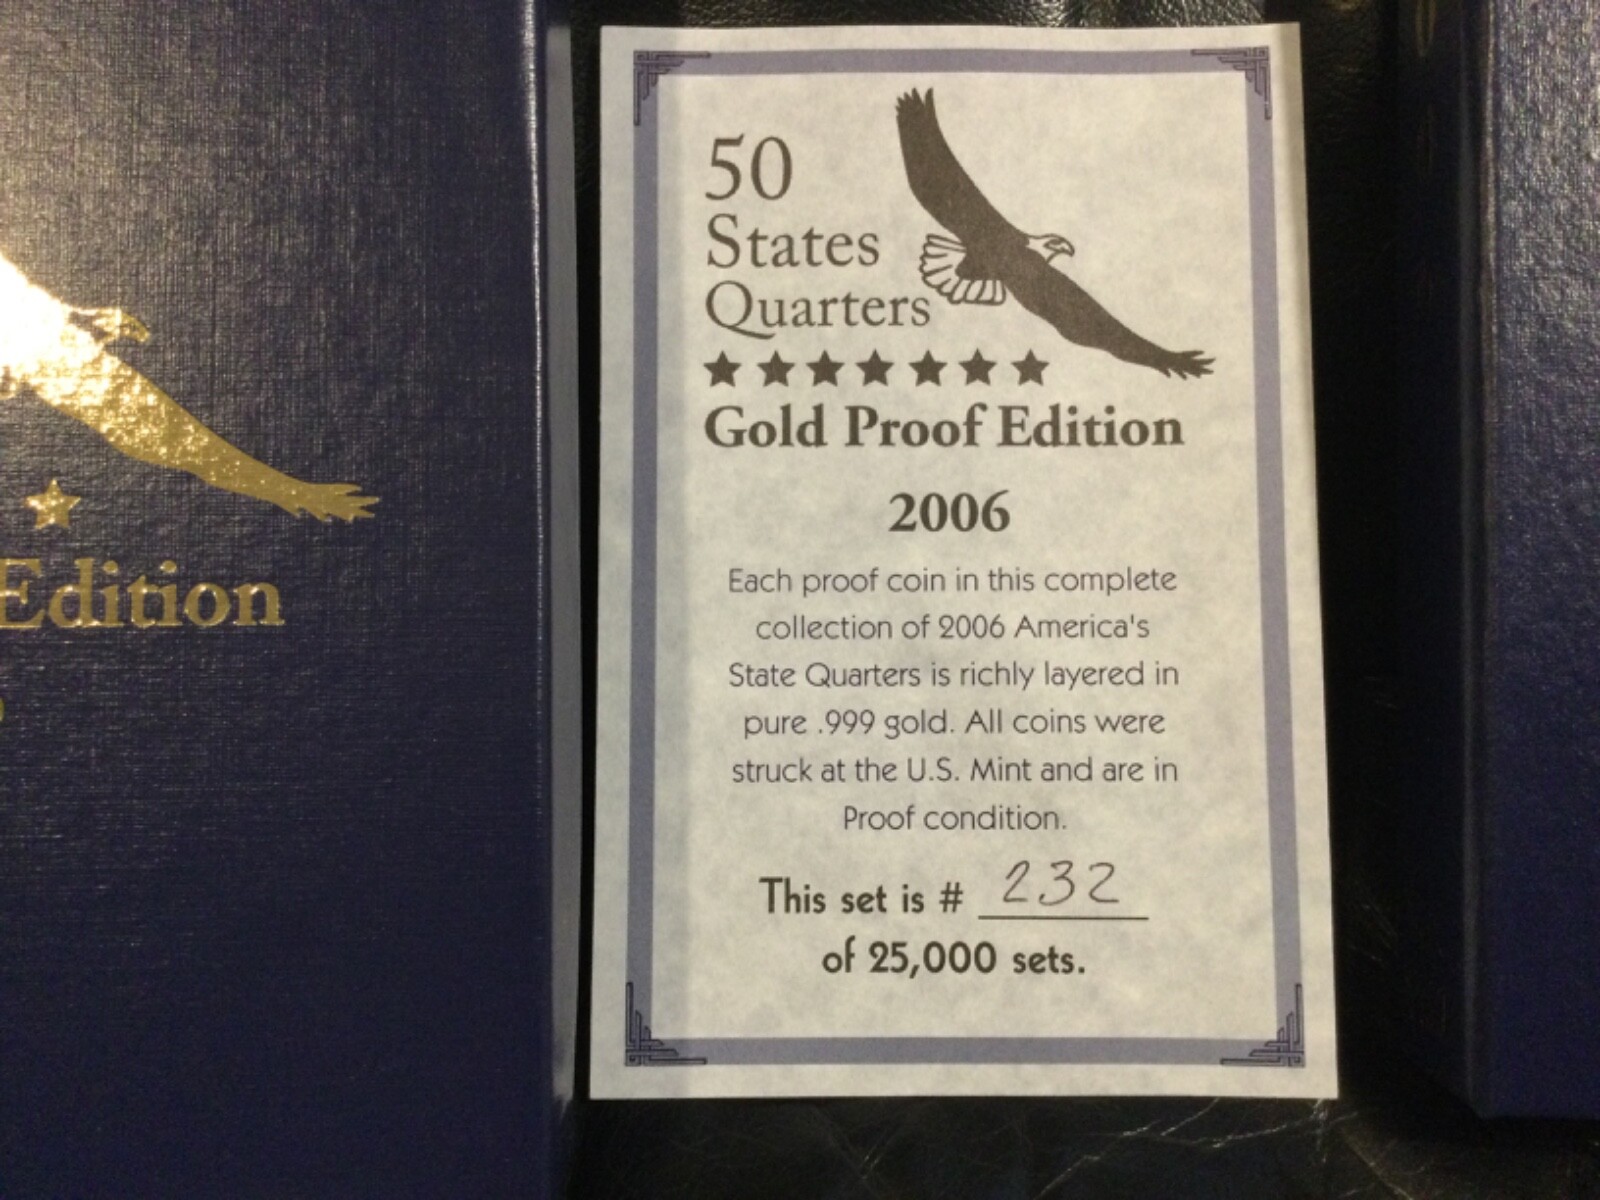 50
States
Quarters
Gold Proof Edition
2006
Each proof coin in this complete
collection of 2006 America's
State Quarters is richly layered in
pure .999 gold. All coins were
struck at the U.S. Mint and are in
Proof condition.
This set is # 232
of 25,000 sets.
Edition